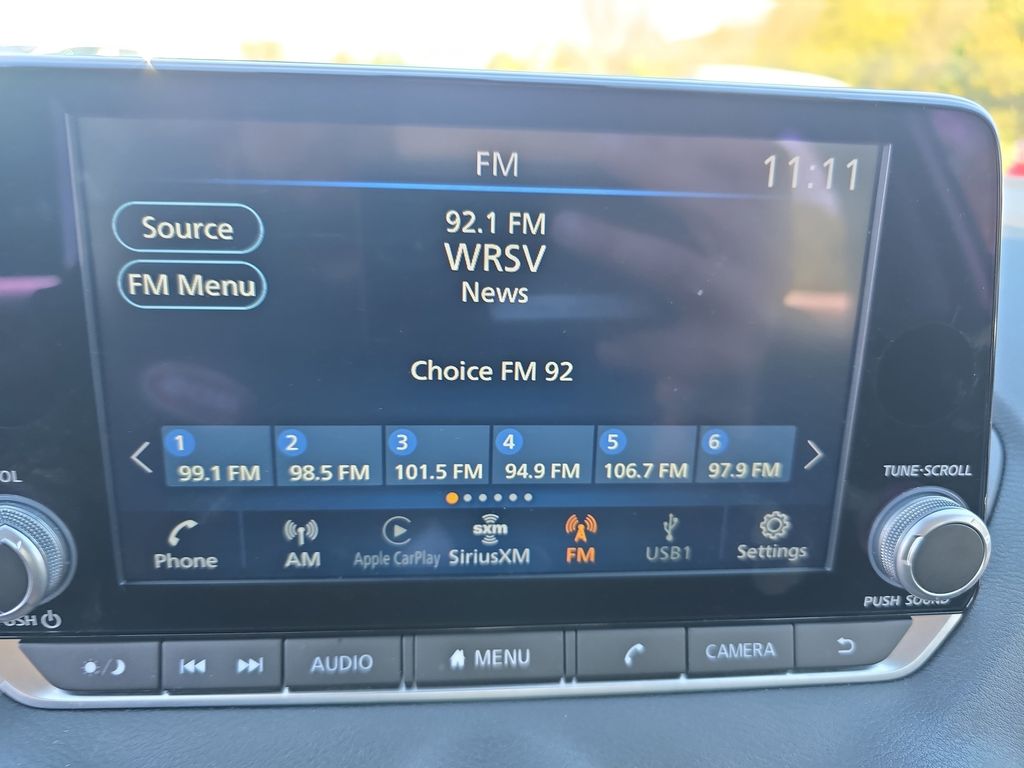 FM
11:11
Source
92.1 FM
WRSV
FM Menu
News
Choice FM 92
1
99.1 FM
2
98.5 FM
3
101.5 FM
4
94.9 FM
5
106.7 FM
6
97.9 FM
TUNE·SCROLL
OL
Phone
AM
Apple CarPlay
sxm
SiriusXM
FM
USB1
Settings
PUSH SOUND
USH
AUDIO
MENU
CAMERA